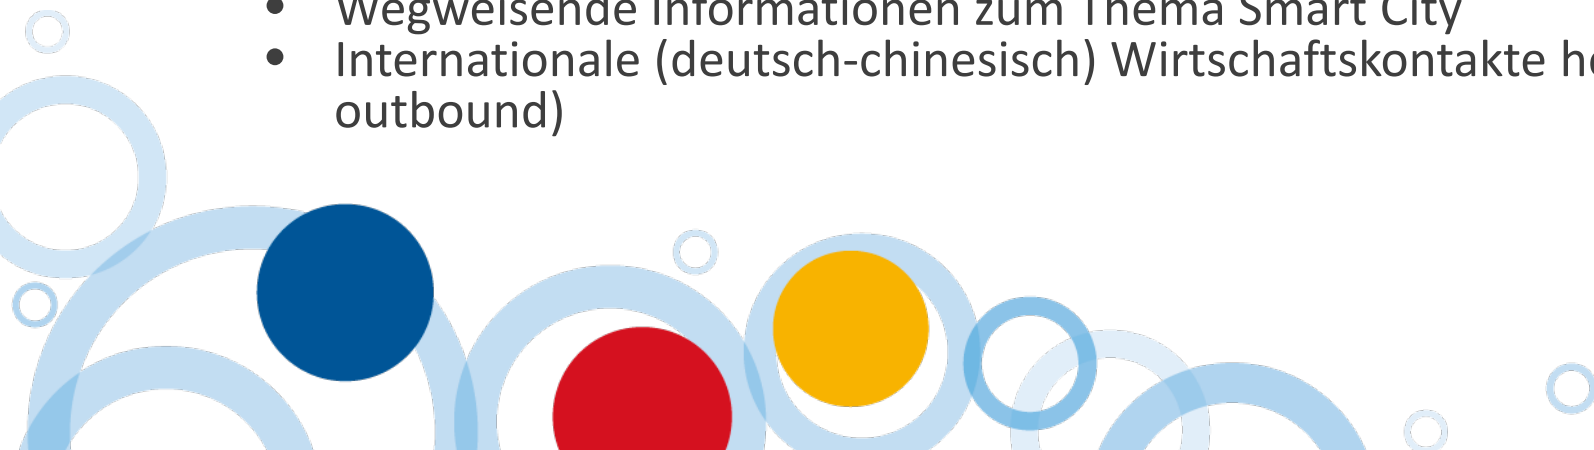 • Wegweisende Informationen zum Thema Smart City
• Internationale (deutsch-chinesisch) Wirtschaftskontakte
outbound)